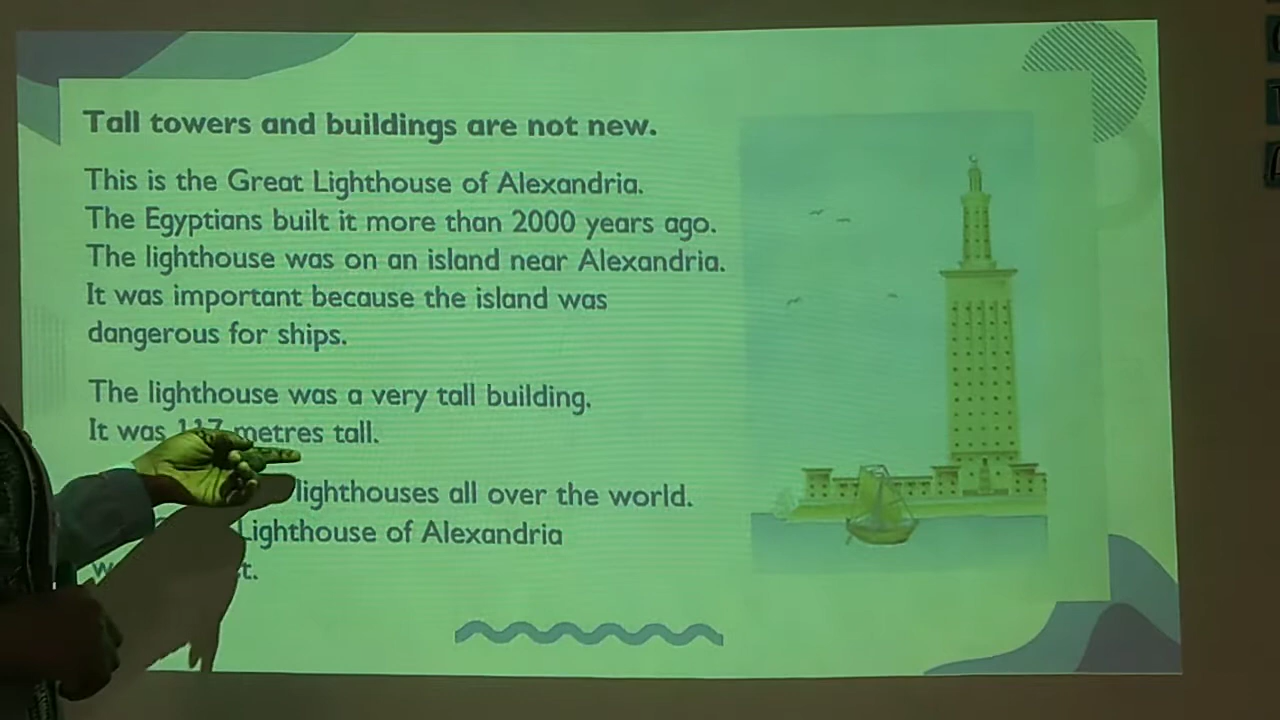 Tall towers and buildings are not new.
This is the Great Lighthouse of Alexandria.
The Egyptians built it more than 2000 years ago.
The lighthouse was on an island near Alexandria.
It was important because the island was
dangerous for ships.
The lighthouse was a very tall building.
It was 117 metres tall.
lighthouses all over the world.
Lighthouse of Alexandria